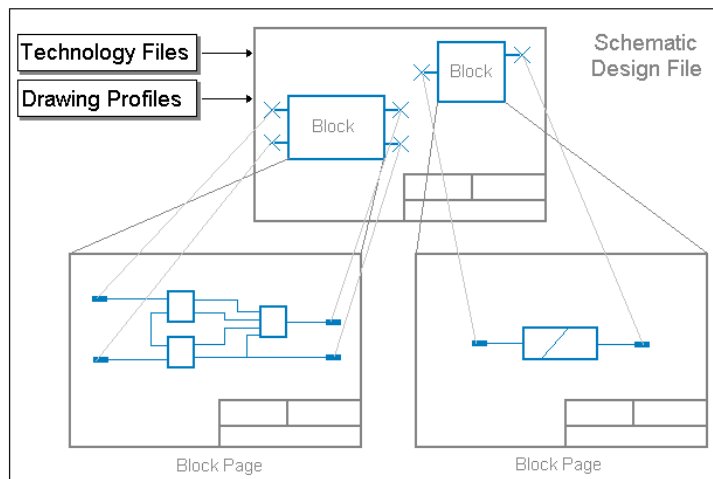 Technology Files
Drawing Profiles
Schematic
Design File
Block
Block
Block Page
Block Page